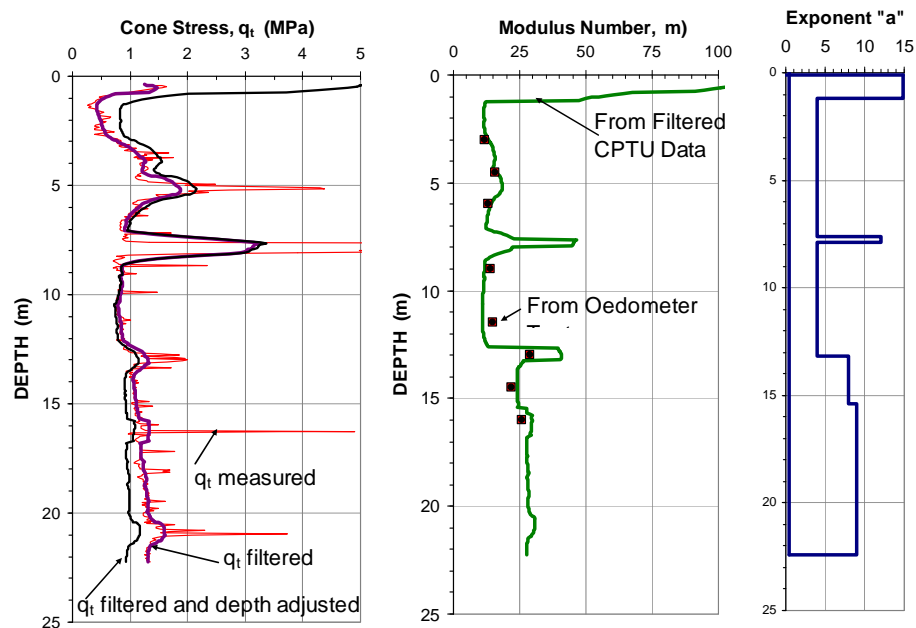 Cone Stress, qt (MPa)
0 1 2 3 4 5
0
5
10
15
20
25
DEPTH (m)
qt measured
qt filtered
qt filtered and depth adjusted
Modulus Number, m)
0 25 50 75 100
0
5
10
15
20
25
DEPTH (m)
From Filtered
CPTU Data
From Oedometer
Exponent "a"
0 5 10 15
0
5
10
15
20
25